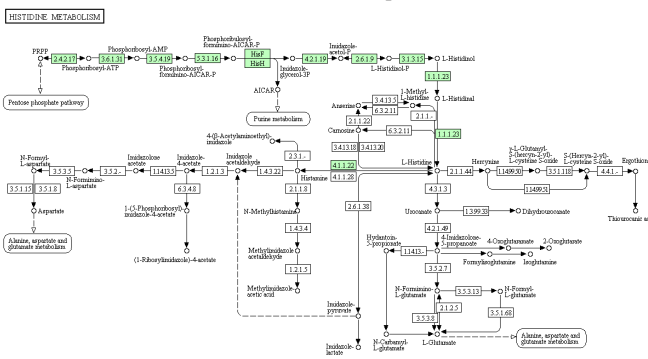 HISTIDINE METABOLISM
PRPP
2.4.2.17
Phosphoribosyl-ATP
3.6.1.31
Phosphoribosyl-AMP
3.5.4.19
Phosphoribosyl-
formimino-AICAR-P
5.3.1.16
Phosphoribulosyl-
formimino-AICAR-P
HisF
HisH
Imidazole-
glycerol-3P
4.2.1.19
Imidazole-
acetol-P
2.6.1.9
L-Histidinol-P
3.1.3.15
L-Histidinol
AICAR
1.1.1.23
Pentose phosphate pathway
Purine metabolism
L-Histidinal
Anserine
3.4.13.5
1-Methyl-
L-histidine
6.3.2.11
2.1.1.22
2.1.1.-
Carnosine
6.3.2.11
1.1.1.23
4-(β-Acetylaminoethyl)-
imidazole
3.4.13.18
3.4.13.20
N-Formyl-
L-aspartate
3.5.3.5
N-Formimino-
L-aspartate
3.5.2.-
Imidazolone
acetate
1.14.13.5
Imidazole-
4-acetate
1.2.1.3
Imidazole
acetaldehyde
1.4.3.22
2.3.1.-
Histamine
4.1.1.22
4.1.1.28
L-Histidine
2.1.1.44
Hercynine
1.14.99.50
γ-L-Glutamyl-
S-(hercyn-2-yl)-
L-cysteine S-oxide
3.5.1.118
S-(Hercyn-2-yl)-
L-cysteine S-oxide
4.4.1.-
1.14.99.51
3.5.1.15
3.5.1.8
6.3.4.8
2.1.1.8
4.3.1.3
Aspartate
1-(5-Phosphoribosyl)-
imidazole-4-acetate
N-Methylhistamine
2.6.1.38
Urocanate
1.3.99.33
Dihydrourocanate
Alanine, aspartate and
glutamate metabolism
1.4.3.4
4.2.1.49
(1-Ribosylimidazole)-4-acetate
Methylimidazole
acetaldehyde
Hydantoin-
5-propionate
1.14.13.-
4-Imidazolone-
5-propanoate
4-Oxoglutaramate
2-Oxoglutarate
Formylisoglutamine
Isoglutamine
1.2.1.5
3.5.2.7
Methylimidazole-
acetic acid
N-Formimino-
L-glutamate
3.5.3.13
N-Formyl-
L-glutamate
Imidazole-
pyruvate
2.1.2.5
3.5.3.8
3.5.1.68
Imidazole-
lactate
N-Carbamyl-
L-glutamate
L-Glutamate
Alanine, aspartate and
glutamate metabolism